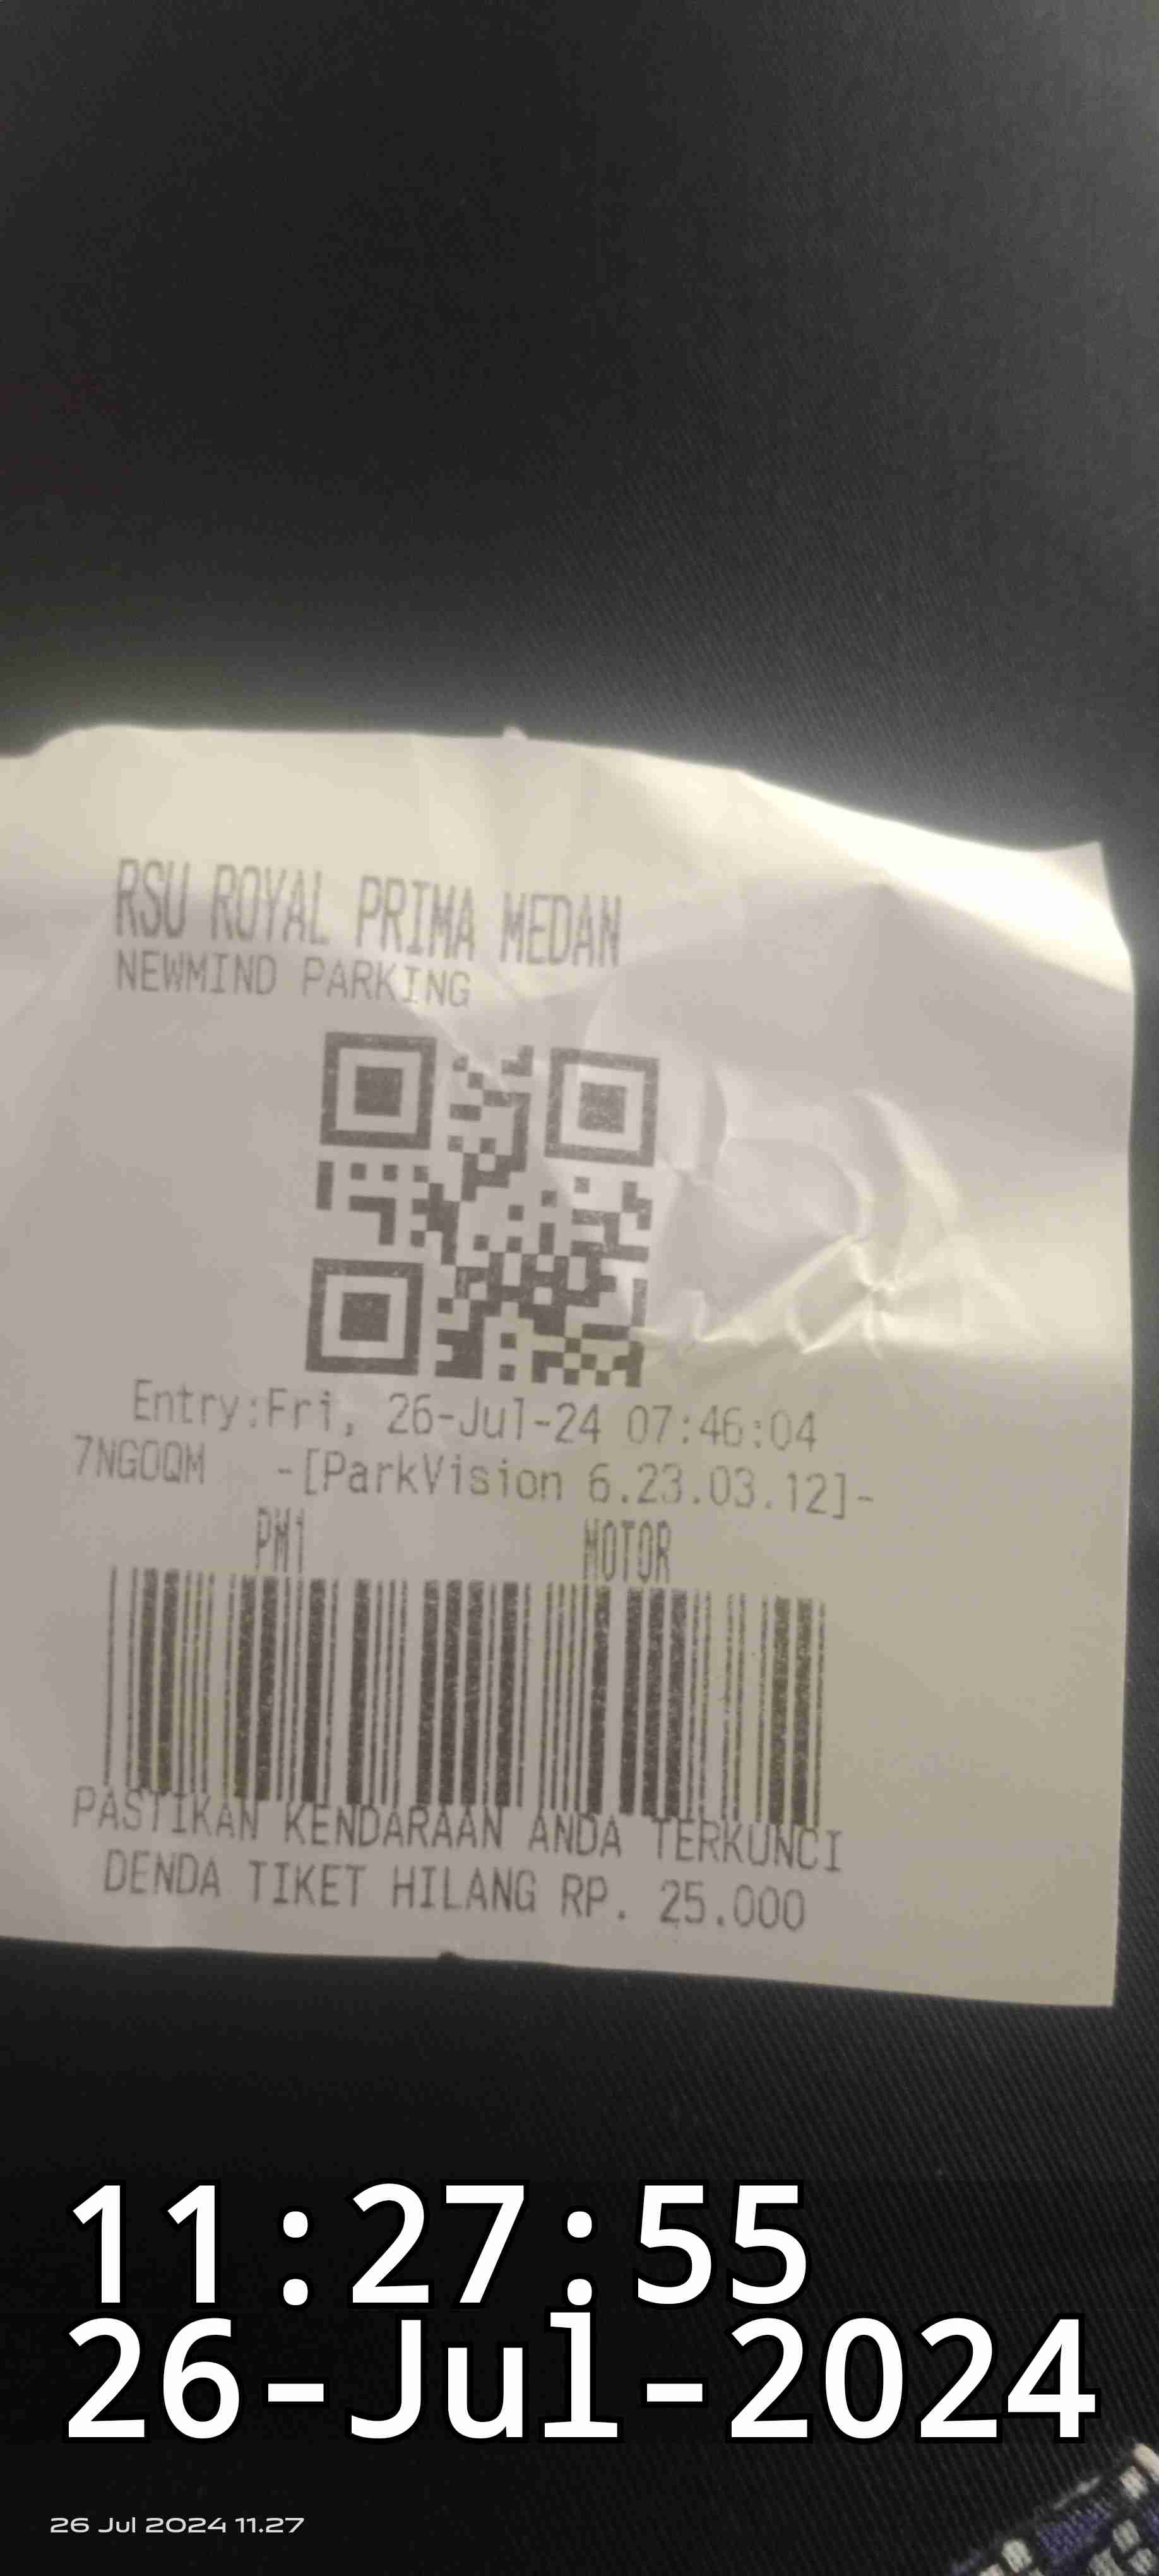 RSU ROYAL PRIMA MEDAN
NEWMIND PARKING
Entry:Fri, 26-Jul-24 07:46:04
7NGOQM -[ParkVision 6.23.03.12]-
PM1 MOTOR
PASTIKAN KENDARAAN ANDA TERKUNCI
DENDA TIKET HILANG RP. 25.000
11:27:55
26-Jul-2024
26 Jul 2024 11.27